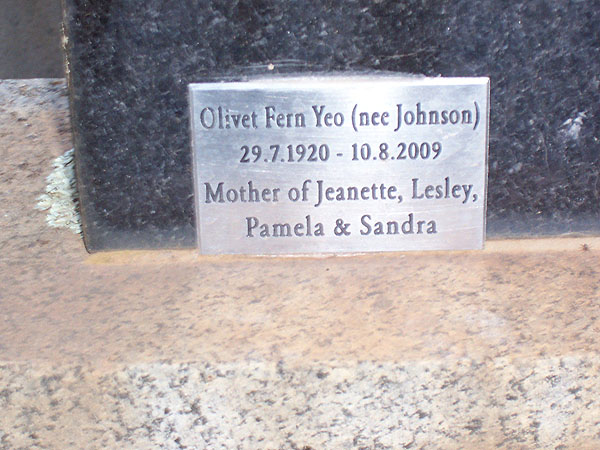 Olivet Fern Yeo (nee Johnson)
29.7.1920 - 10.8.2009
Mother of Jeanette, Lesley,
Pamela & Sandra